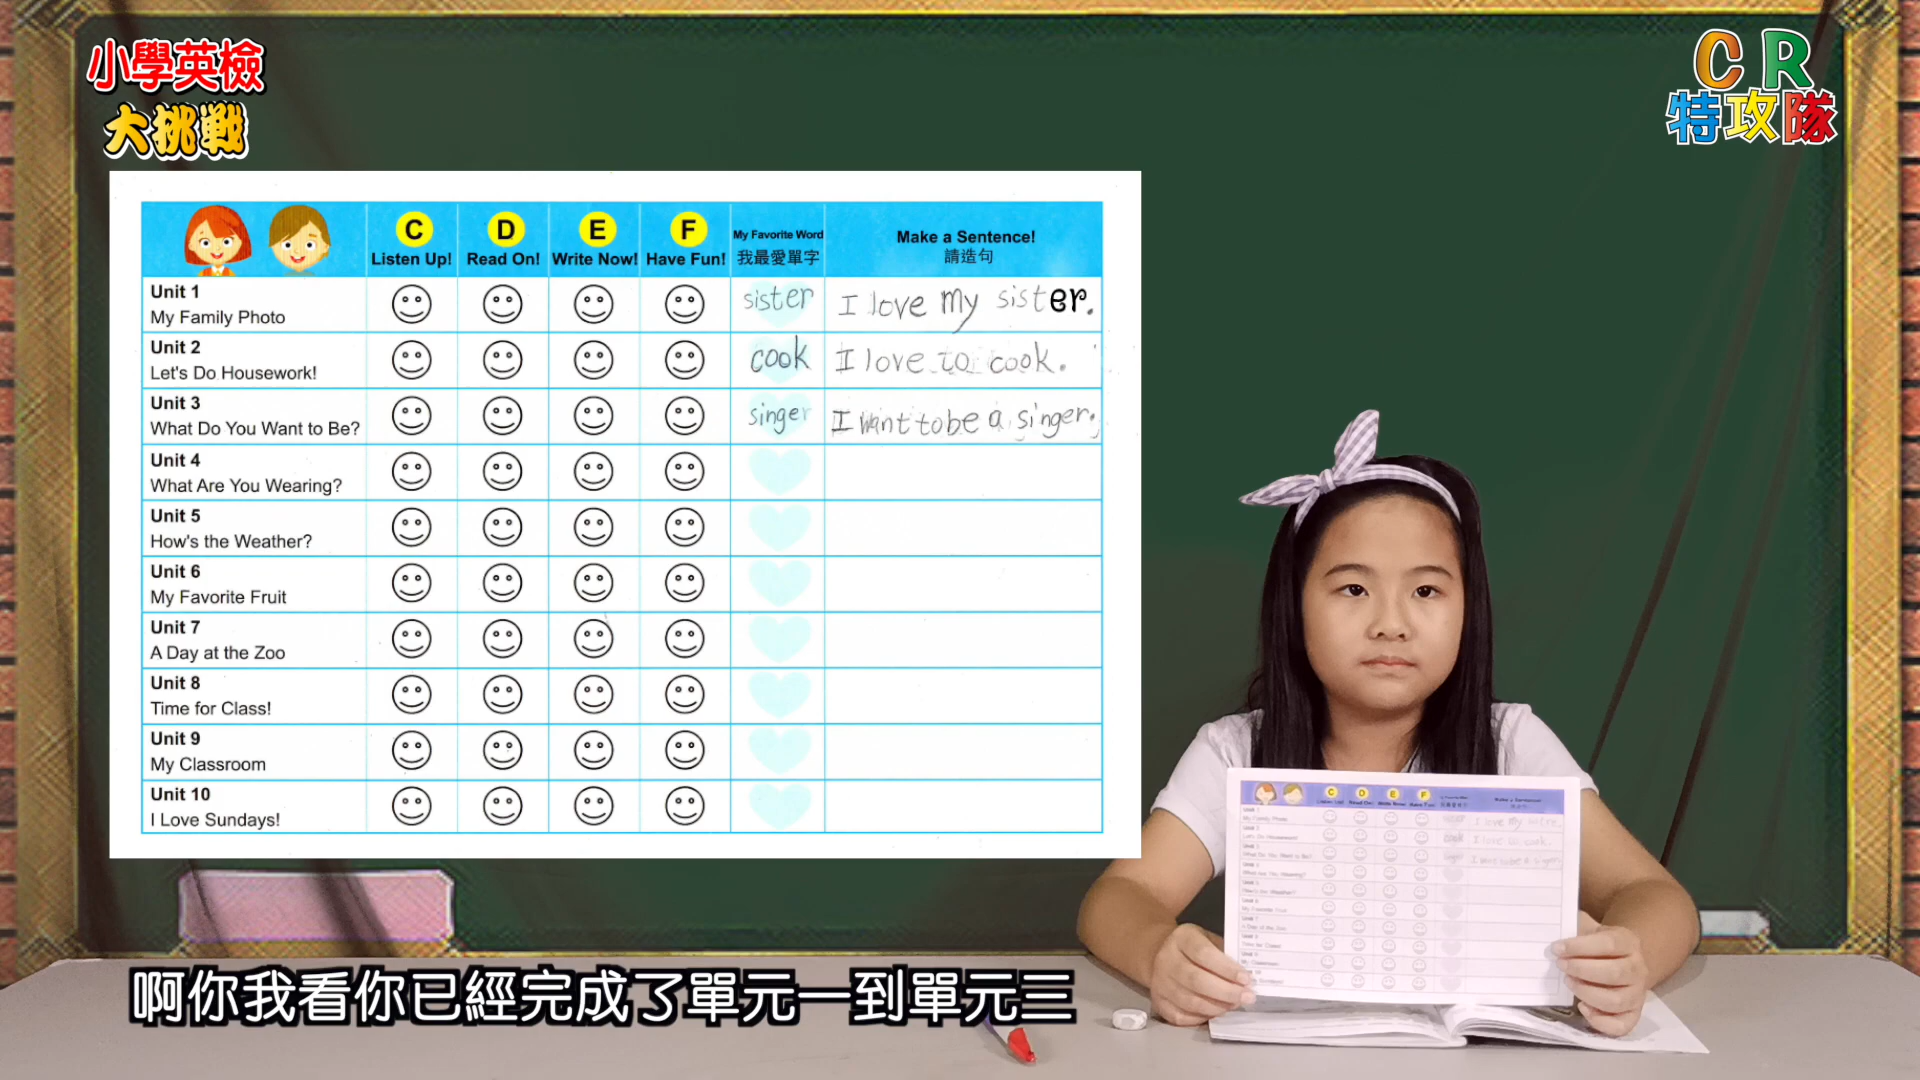 小學英檢
大挑戰
CR
特攻隊
C D E F My Favorite Word Make a Sentence!
Listen Up! Read On! Write Now! Have Fun! 我最愛單字 請造句
Unit 1
My Family Photo
sister I love my sister.
Unit 2
Let's Do Housework!
cook I love to cook.
Unit 3
What Do You Want to Be?
singer I want to be a singer.
Unit 4
What Are You Wearing?
Unit 5
How's the Weather?
Unit 6
My Favorite Fruit
Unit 7
A Day at the Zoo
Unit 8
Time for Class!
Unit 9
My Classroom
Unit 10
I Love Sundays!
啊你我看你已經完成了單元一到單元三